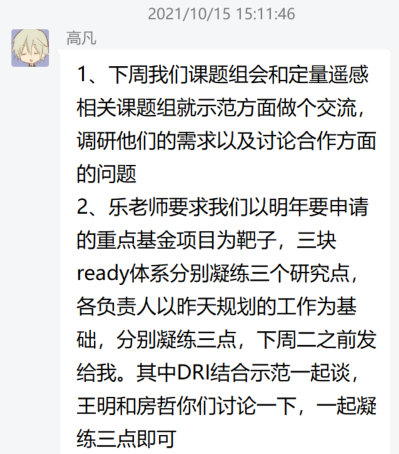 2021/10/15 15:11:46
高凡
1、下周我们课题组会和定量遥感
相关课题组就示范方面做个交流，
调研他们的需求以及讨论合作方面
的问题
2、乐老师要求我们以明年要申请
的重点基金项目为靶子，三块
ready体系分别凝练三个研究点，
各负责人以昨天规划的工作为基
础，分别凝练三点，下周二之前发
给我。其中DRI结合示范一起谈，
王明和房哲你们讨论一下，一起凝
练三点即可